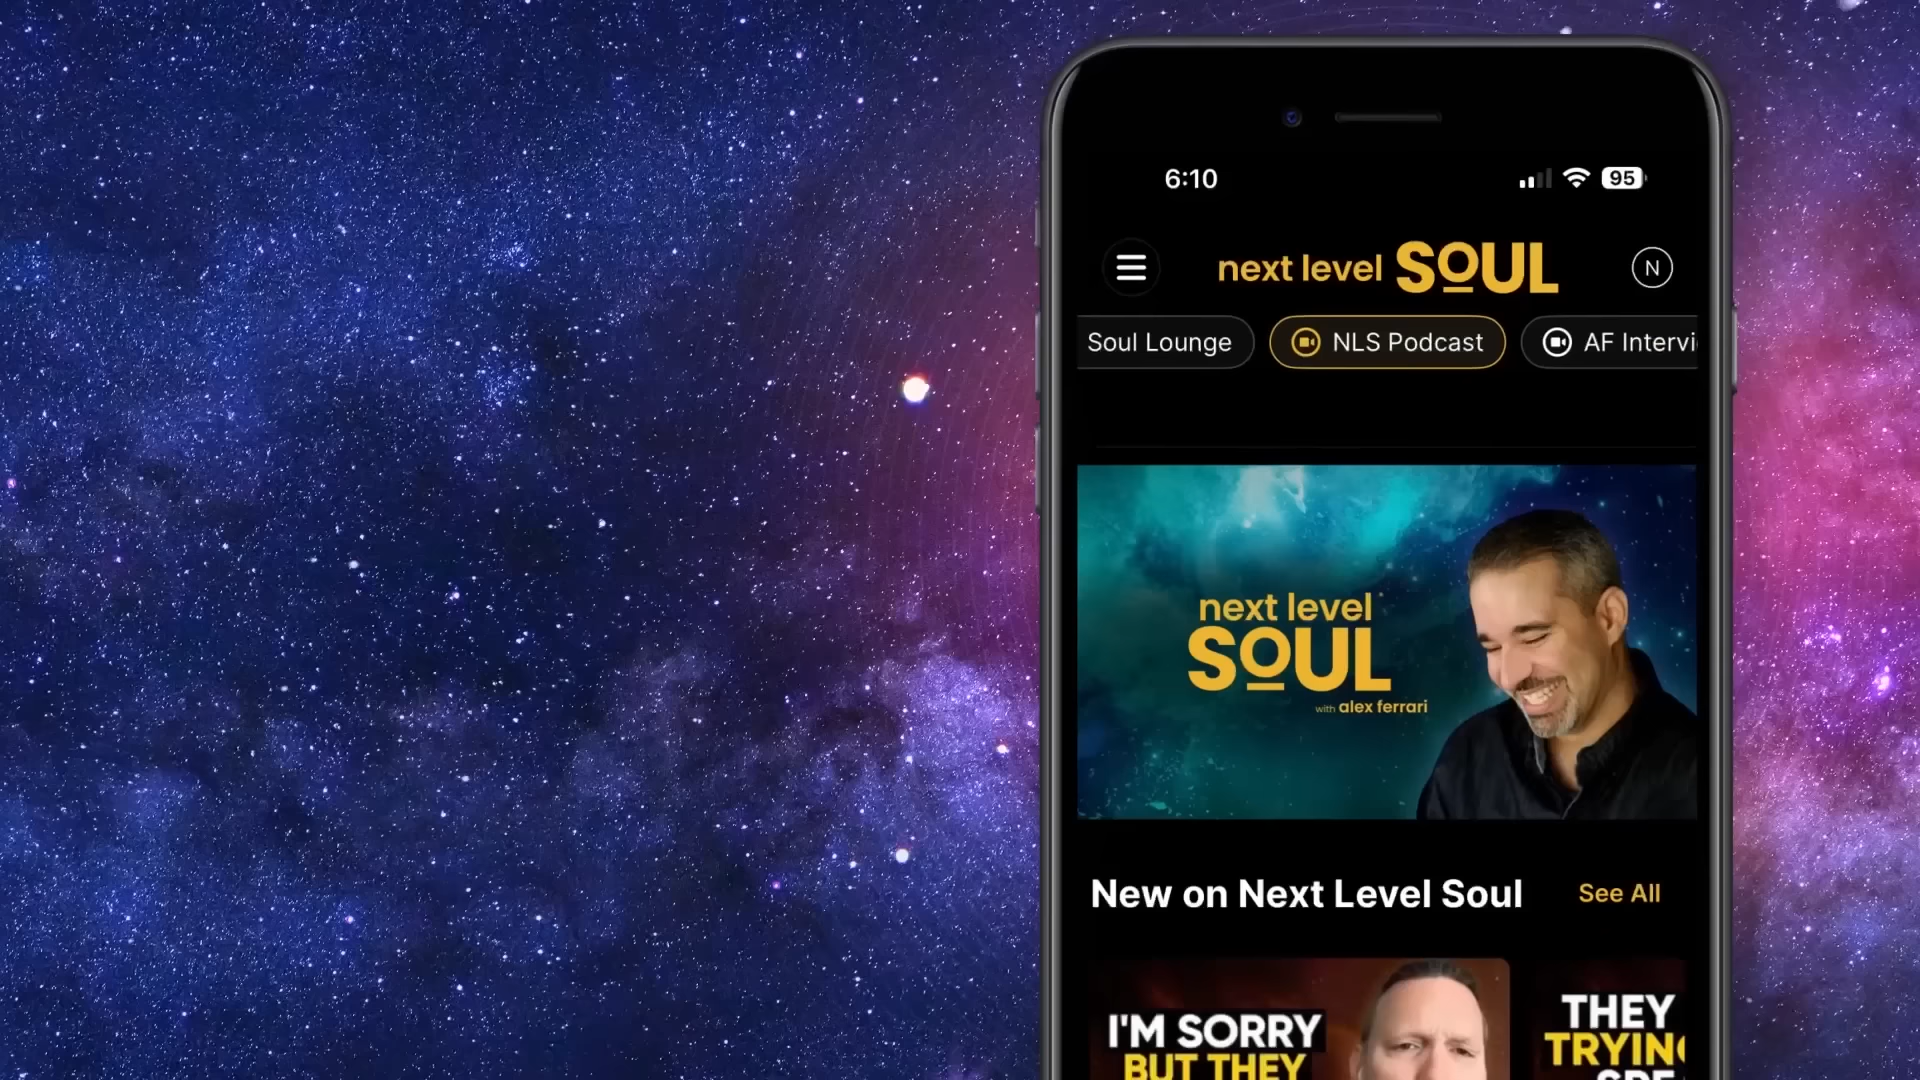 6:10
95
next level SOUL
N
Soul Lounge
NLS Podcast
AF Intervi
next level
SOUL
with alex ferrari
New on Next Level Soul
See All
I'M SORRY
BUT THEY
THEY
TRYING